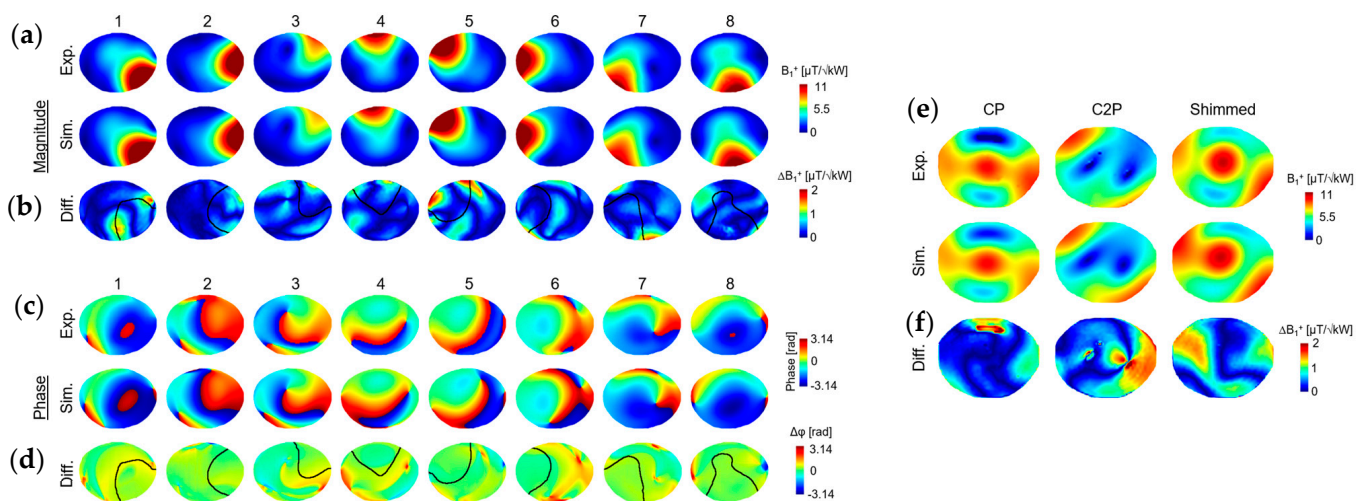 1 2 3 4 5 6 7 8
(a)
Exp.
Magnitude
Sim.
B₁⁺ [µT/√kW]
11
5.5
0
(b)
Diff.
ΔB₁⁺ [µT/√kW]
2
1
0
1 2 3 4 5 6 7 8
(c)
Exp.
Phase
Sim.
Phase [rad]
3.14
-3.14
(d)
Diff.
Δφ [rad]
3.14
-3.14
(e)
CP C2P Shimmed
Exp.
Sim.
B₁⁺ [µT/√kW]
11
5.5
0
(f)
Diff.
ΔB₁⁺ [µT/√kW]
2
1
0